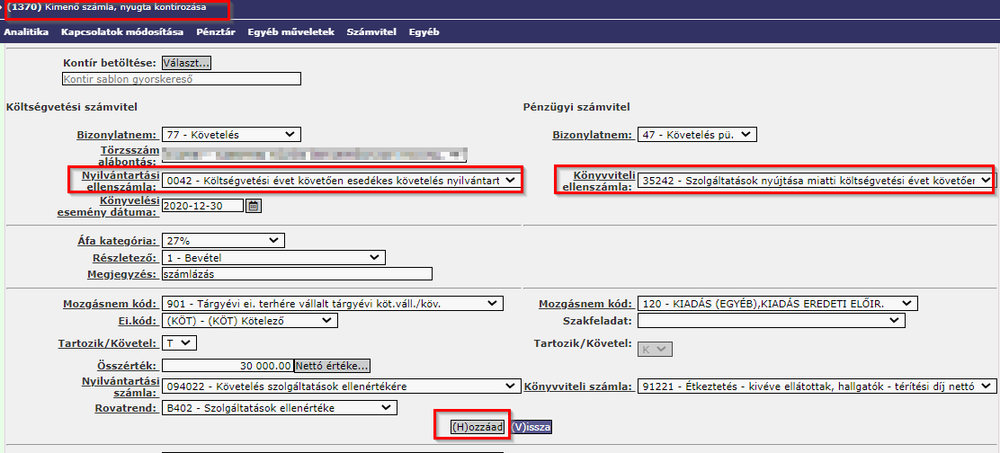 (1370) Kimenő számla, nyugta kontírozása
Analitika Kapcsolatok módosítása Pénztár Egyéb műveletek Számvitel Egyéb
Kontír betöltése: Választ...
Kontír sablon gyorskereső
Költségvetési számvitel Pénzügyi számvitel
Bizonylatnem: 77 - Követelés Bizonylatnem: 47 - Követelés pü.
Törzsszám
alábontás:
Nyilvántartási
ellenszámla: 0042 - Költségvetési évet követően esedékes követelés nyilvántart
Könyvviteli
ellenszámla: 35242 - Szolgáltatások nyújtása miatti költségvetési évet követőer
Könyvelési
esemény dátuma: 2020-12-30
Áfa kategória: 27%
Részletező: 1 - Bevétel
Megjegyzés: számlázás
Mozgásnem kód: 901 - Tárgyévi ei. terhére vállalt tárgyévi köt.váll./köv. Mozgásnem kód: 120 - KIADÁS (EGYÉB),KIADÁS EREDETI ELŐIR.
Ei.kód: (KÖT) - (KÖT) Kötelező Szakfeladat:
Tartozik/Követel: T Tartozik/Követel: K
Összérték: 30 000.00 Nettó értéke...
Nyilvántartási
számla: 094022 - Követelés szolgáltatások ellenértékére Könyvviteli számla: 91221 - Étkeztetés - kivéve ellátottak, hallgatók - térítési díj nettó
Rovatrend: B402 - Szolgáltatások ellenértéke
(H)ozzáad (V)issza